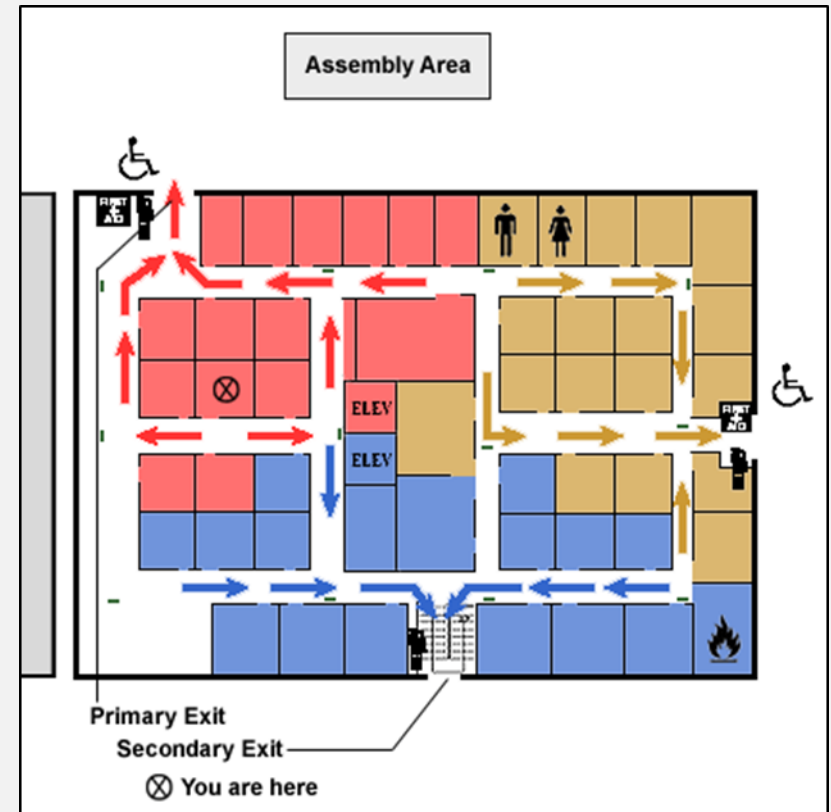 Assembly Area
FIRST
AID
ELEV
FIRST
AID
ELEV
Primary Exit
Secondary Exit
You are here